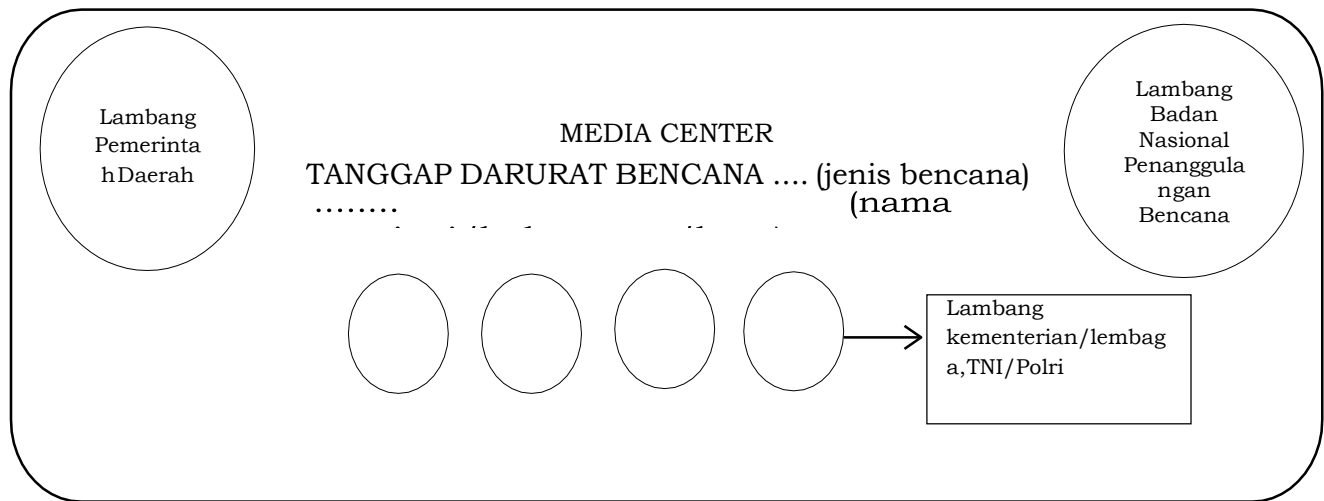 Lambang
Pemerinta
hDaerah
MEDIA CENTER
TANGGAP DARURAT BENCANA .... (jenis bencana)
........ (nama
Lambang
Badan
Nasional
Penanggula
ngan
Bencana
Lambang
kementerian/lembag
a,TNI/Polri